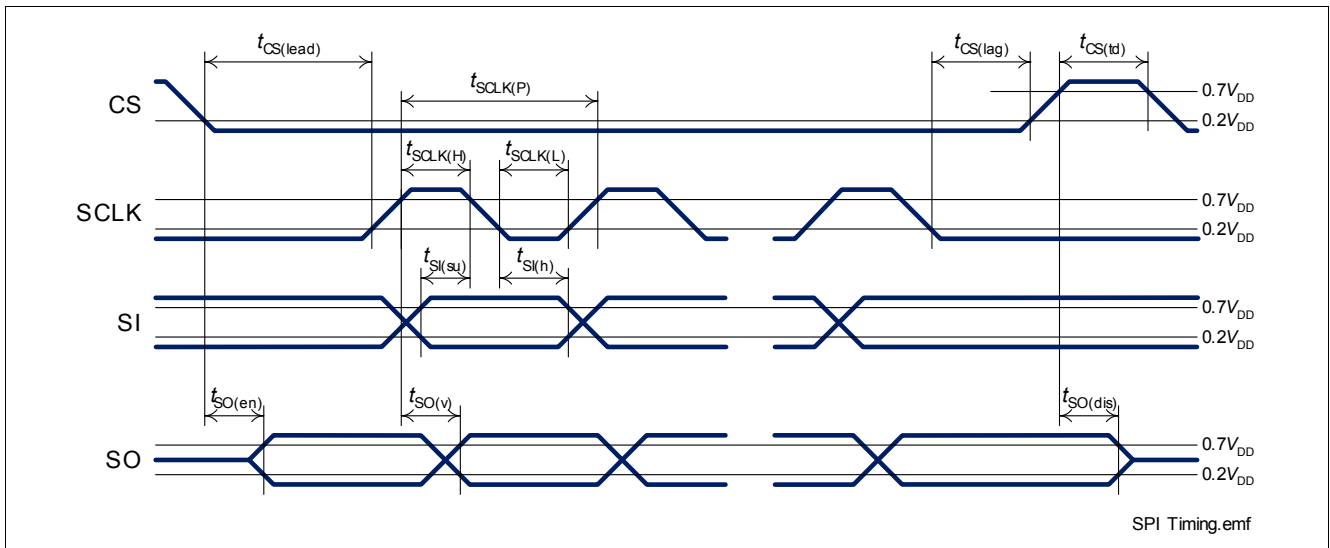 tCS(lead)
tCS(lag)
tCS(td)
tSCLK(P)
CS
0.7VDD
0.2VDD
tSCLK(H)
tSCLK(L)
SCLK
0.7VDD
0.2VDD
tSI(su)
tSI(h)
SI
0.7VDD
0.2VDD
tSO(en)
tSO(v)
tSO(dis)
SO
0.7VDD
0.2VDD
SPI Timing.emf